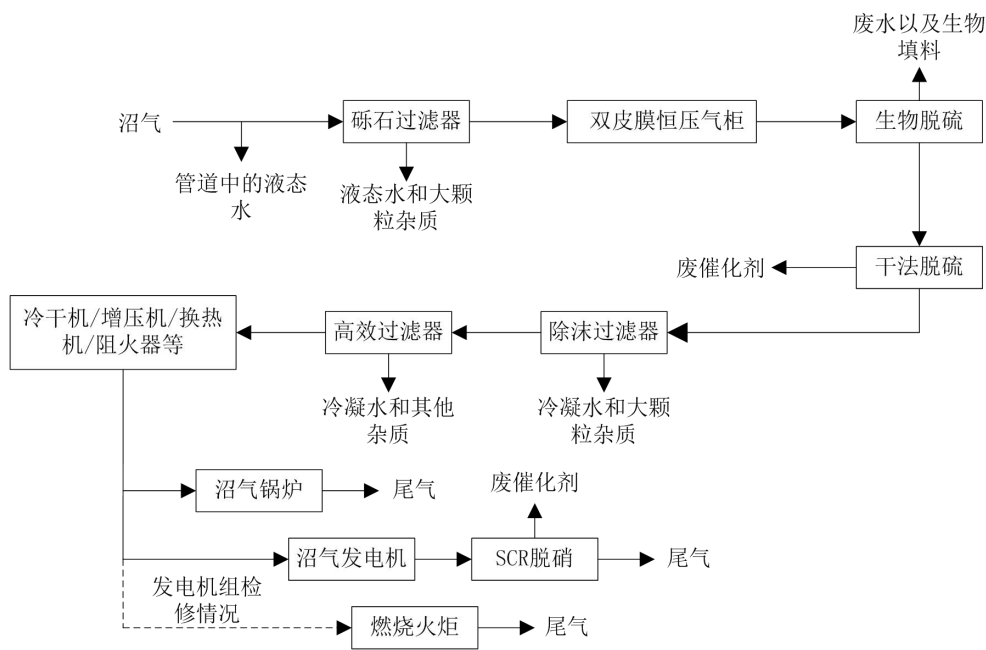 废水以及生物
填料
沼气
砾石过滤器
双皮膜恒压气柜
生物脱硫
管道中的液态
水
液态水和大颗
粒杂质
废催化剂
干法脱硫
冷干机/增压机/换热
机/阻火器等
高效过滤器
除沫过滤器
冷凝水和其他
杂质
冷凝水和大颗
粒杂质
沼气锅炉
尾气
废催化剂
沼气发电机
SCR脱硝
尾气
发电机组检
修情况
燃烧火炬
尾气